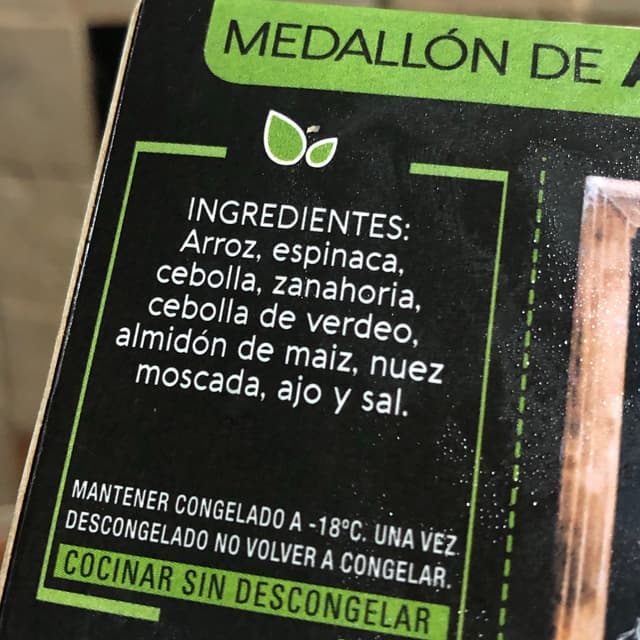 MEDALLÓN DE
INGREDIENTES:
Arroz, espinaca,
cebolla, zanahoria,
cebolla de verdeo,
almidón de maiz, nuez
moscada, ajo y sal.
MANTENER CONGELADO A -18ºC. UNA VEZ
DESCONGELADO NO VOLVER A CONGELAR.
COCINAR SIN DESCONGELAR